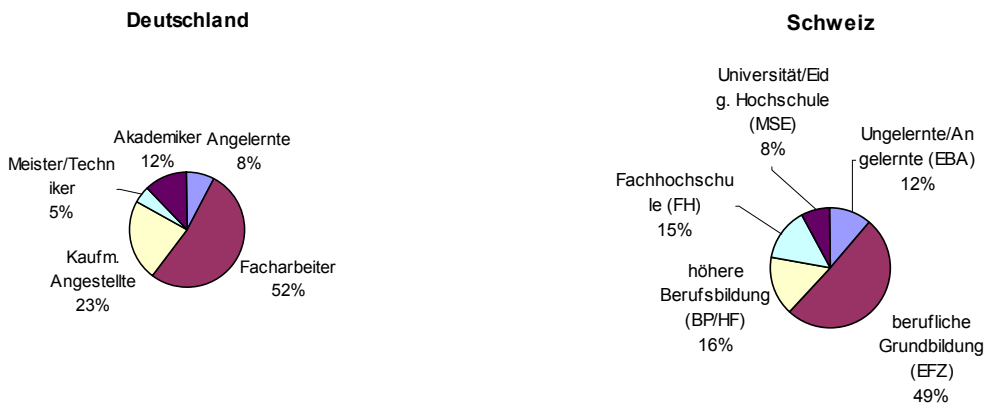 Deutschland
Akademiker
12%
Angelernte
8%
Meister/Techn
iker
5%
Kaufm.
Angestellte
23%
Facharbeiter
52%
Schweiz
Universität/Eid
g. Hochschule
(MSE)
8%
Ungelernte/An
gelernte (EBA)
12%
Fachhochschu
le (FH)
15%
höhere
Berufsbildung
(BP/HF)
16%
berufliche
Grundbildung
(EFZ)
49%